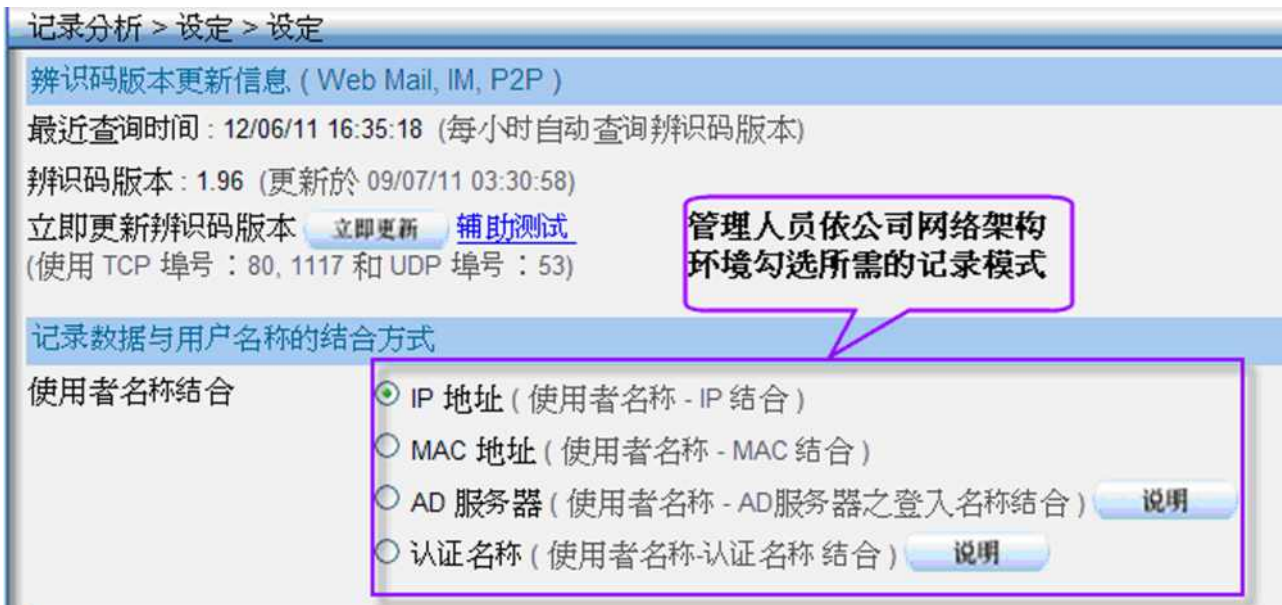 记录分析 > 设定 > 设定
辨识码版本更新信息 ( Web Mail, IM, P2P )
最近查询时间 : 12/06/11 16:35:18 (每小时自动查询辨识码版本)
辨识码版本 : 1.96 (更新於 09/07/11 03:30:58)
立即更新辨识码版本 立即更新 辅助测试
(使用 TCP 埠号：80, 1117 和 UDP 埠号：53)
管理人员依公司网络架构
环境勾选所需的记录模式
记录数据与用户名称的结合方式
使用者名称结合
IP 地址 ( 使用者名称 - IP 结合 )
MAC 地址 ( 使用者名称 - MAC 结合 )
AD 服务器 ( 使用者名称 - AD服务器之登入名称结合 ) 说明
认证名称 ( 使用者名称-认证名称 结合 ) 说明